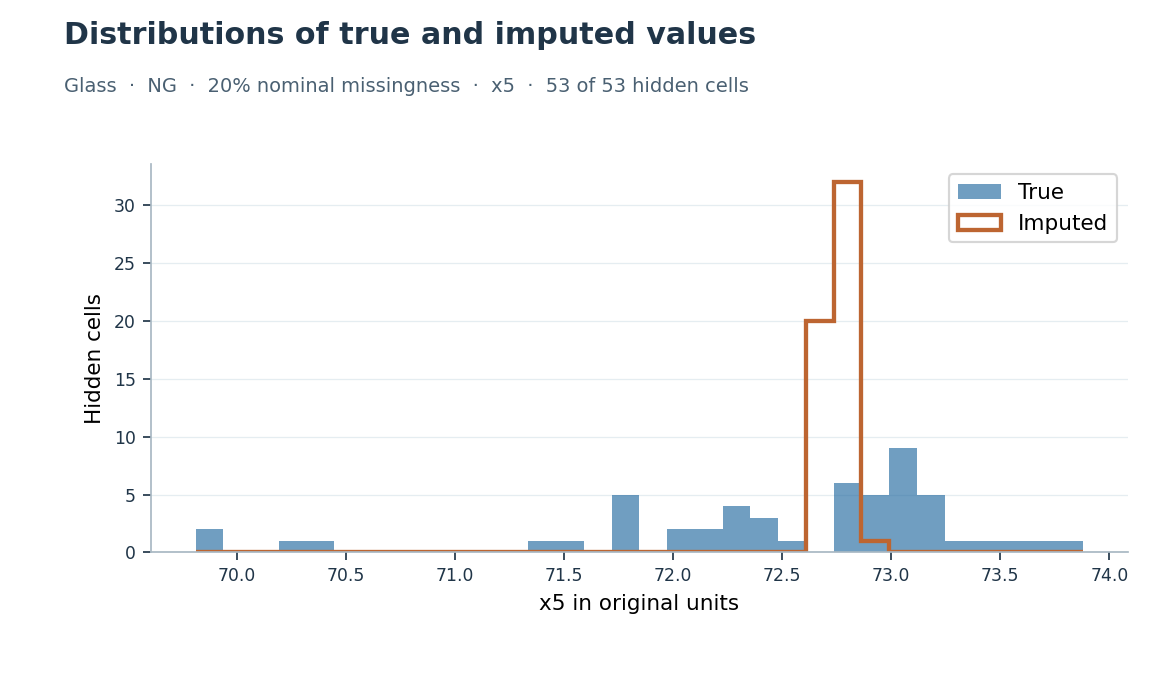 Distributions of true and imputed values
Glass · NG · 20% nominal missingness · x5 · 53 of 53 hidden cells
True
Imputed
Hidden cells
30
25
20
15
10
5
0
70.0 70.5 71.0 71.5 72.0 72.5 73.0 73.5 74.0
x5 in original units